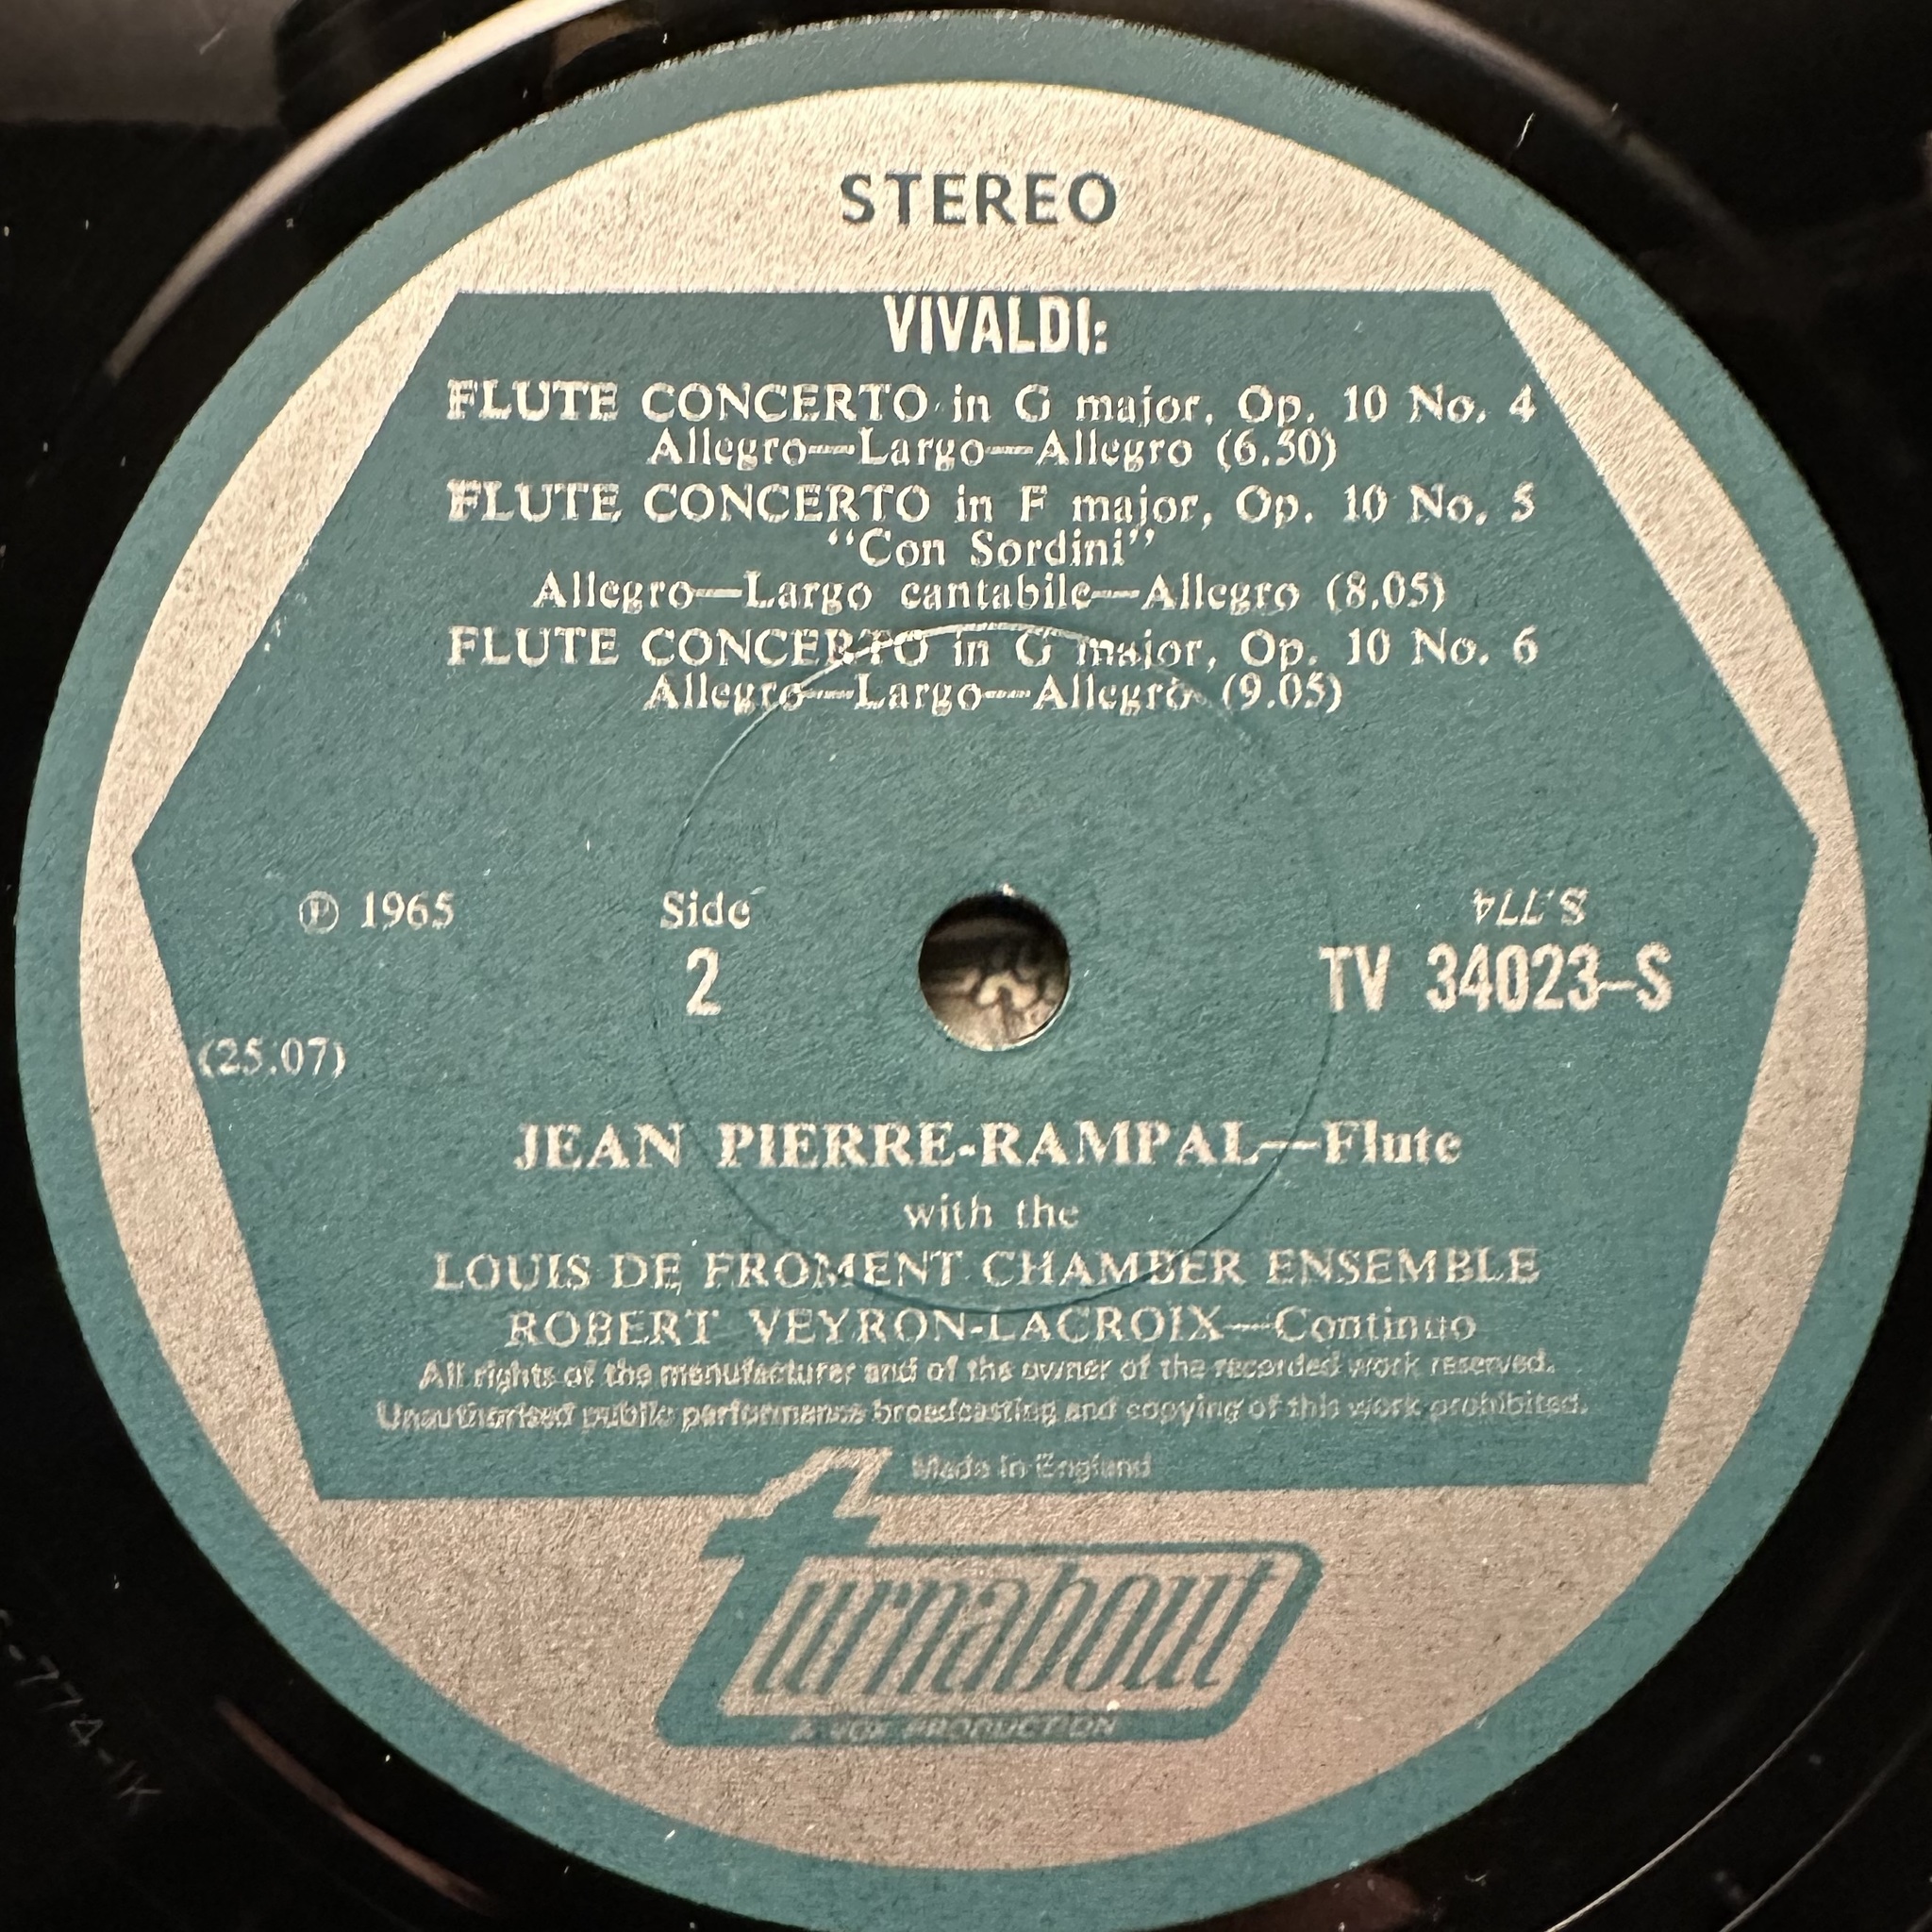 STEREO
VIVALDI:
FLUTE CONCERTO in G major, Op. 10 No. 4
Allegro—Largo—Allegro (6.50)
FLUTE CONCERTO in F major, Op. 10 No. 5
“Con Sordini”
Allegro—Largo cantabile—Allegro (8.05)
FLUTE CONCERTO in G major, Op. 10 No. 6
Allegro—Largo—Allegro (9.05)
Ⓟ 1965
Side
2
S.774
TV 34023-S
(25.07)
JEAN PIERRE-RAMPAL—Flute
with the
LOUIS DE FROMENT CHAMBER ENSEMBLE
ROBERT VEYRON-LACROIX—Continuo
All rights of the manufacturer and of the owner of the recorded work reserved.
Unauthorised public performance broadcasting and copying of this work prohibited.
Made in England
turnabout
A VOX PRODUCTION